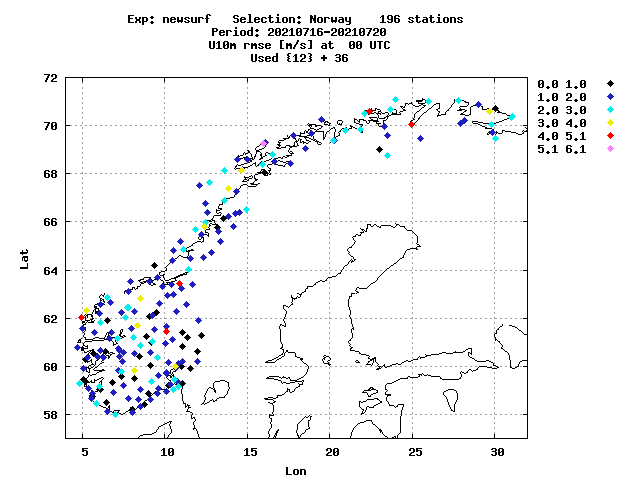 Exp: newsurf Selection: Norway 196 stations
Period: 20210716-20210720
U10m rmse [m/s] at 00 UTC
Used {12} + 36
72
70
68
66
64
62
60
58
Lat
5 10 15 20 25 30
Lon
0.0 1.0
1.0 2.0
2.0 3.0
3.0 4.0
4.0 5.1
5.1 6.1